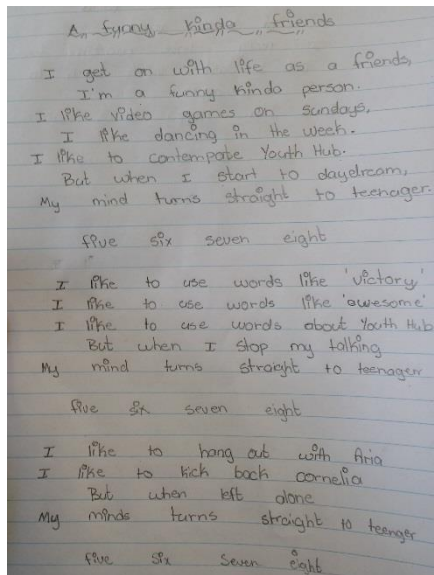 A funny kinda friends
I get on with life as a friends,
I'm a funny kinda person.
I like video games on sundays,
I like dancing in the week.
I like to contempate Youth Hub.
But when I start to daydream,
My mind turns straight to teenager.
five six seven eight
I like to use words like 'victory'
I like to use words like 'awesome'
I like to use words about Youth Hub
But when I stop my talking
My mind turns straight to teenager
five six seven eight
I like to hang out with Aria
I like to kick back cornelia
But when left alone
My minds turns straight to teenger
five six seven eight